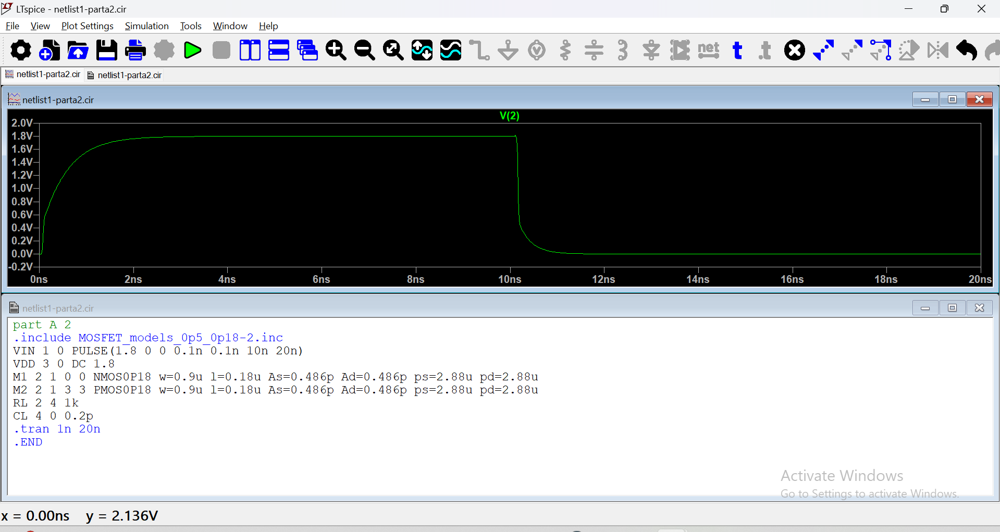 LTspice - netlist1-parta2.cir
File View Plot Settings Simulation Tools Window Help
net t .t
netlist1-parta2.cir netlist1-parta2.cir
netlist1-parta2.cir
V(2)
2.0V
1.8V
1.6V
1.4V
1.2V
1.0V
0.8V
0.6V
0.4V
0.2V
0.0V
-0.2V
0ns 2ns 4ns 6ns 8ns 10ns 12ns 14ns 16ns 18ns 20ns
netlist1-parta2.cir
part A 2
.include MOSFET_models_0p5_0p18-2.inc
VIN 1 0 PULSE(1.8 0 0 0.1n 0.1n 10n 20n)
VDD 3 0 DC 1.8
M1 2 1 0 0 NMOS0P18 w=0.9u l=0.18u As=0.486p Ad=0.486p ps=2.88u pd=2.88u
M2 2 1 3 3 PMOS0P18 w=0.9u l=0.18u As=0.486p Ad=0.486p ps=2.88u pd=2.88u
RL 2 4 1k
CL 4 0 0.2p
.tran 1n 20n
.END
Activate Windows
Go to Settings to activate Windows.
x = 0.00ns y = 2.136V